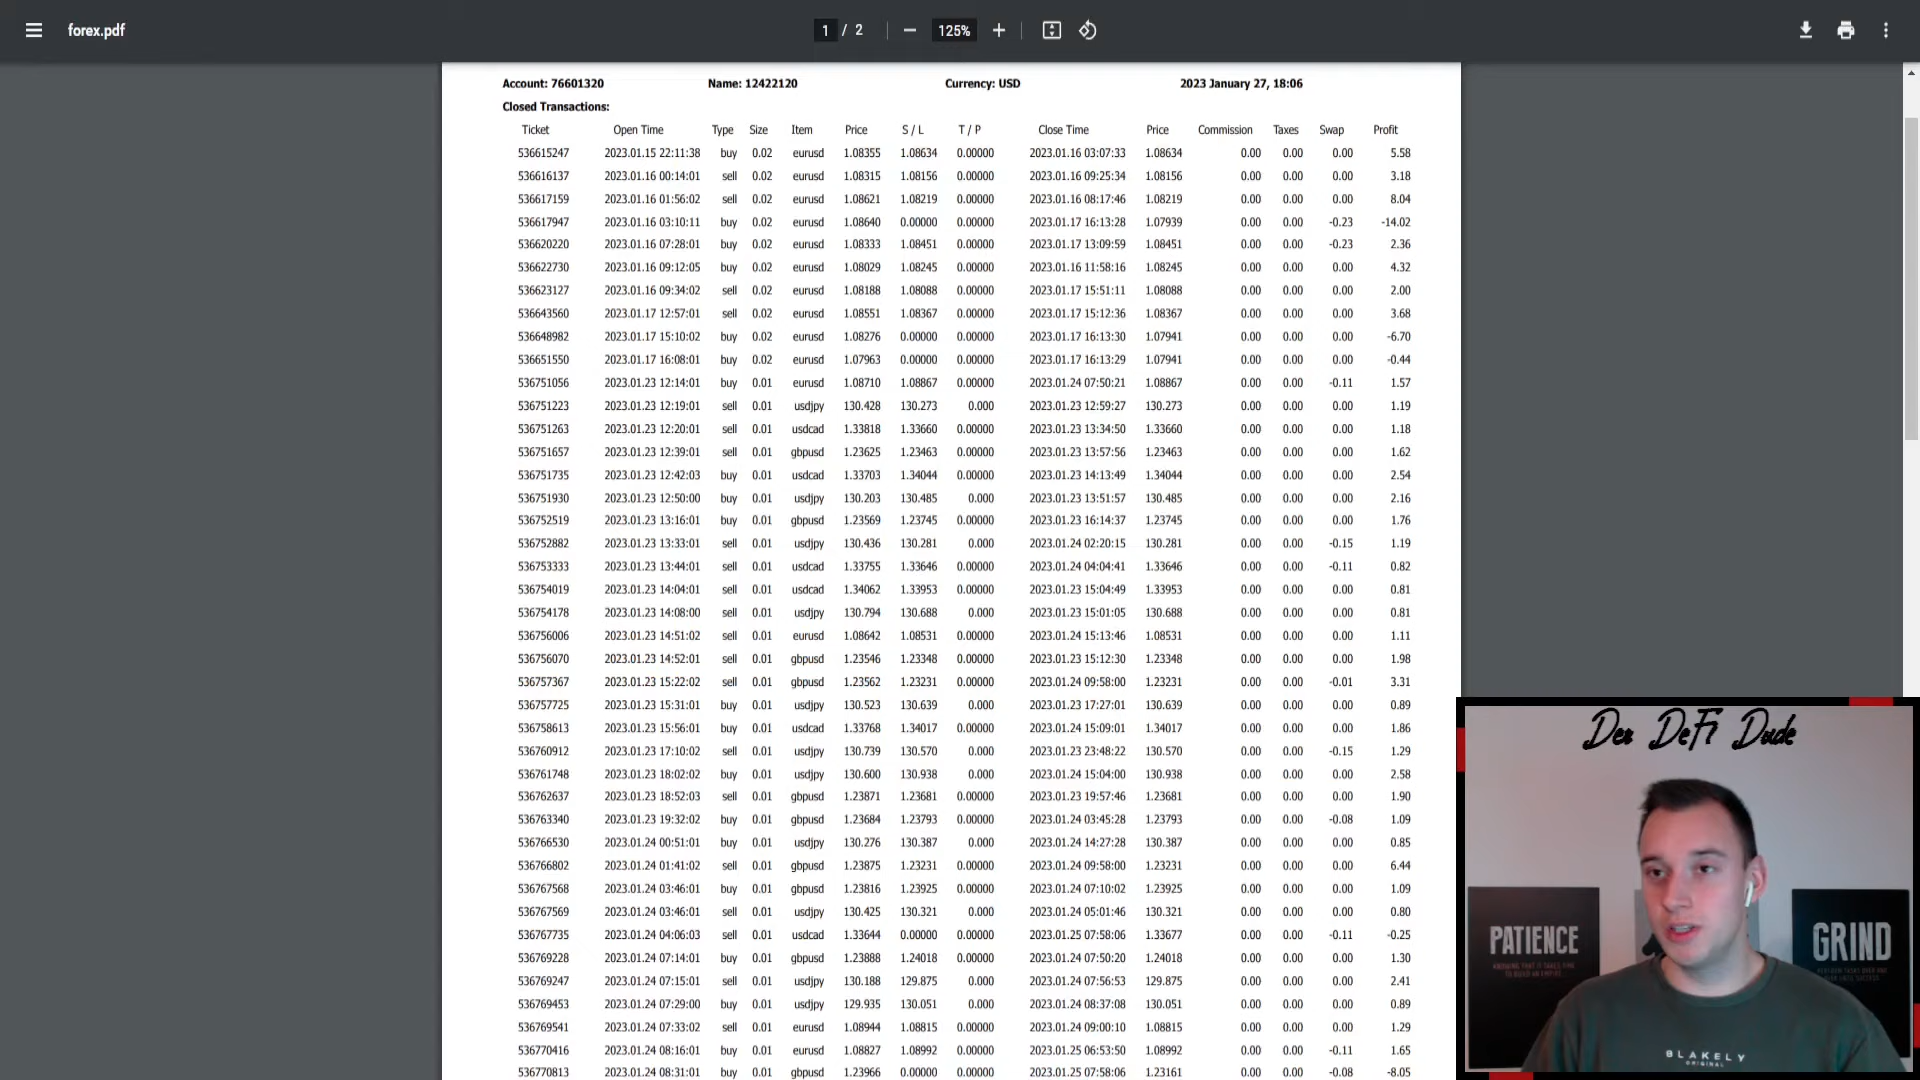 forex.pdf
1 / 2
125%
Account: 76601320 Name: 12422120 Currency: USD 2023 January 27, 18:06
Closed Transactions:
Ticket Open Time Type Size Item Price S / L T / P Close Time Price Commission Taxes Swap Profit
536615247 2023.01.15 22:11:38 buy 0.02 eurusd 1.08355 1.08634 0.00000 2023.01.16 03:07:33 1.08634 0.00 0.00 0.00 5.58
536616137 2023.01.16 00:14:01 sell 0.02 eurusd 1.08315 1.08156 0.00000 2023.01.16 09:25:34 1.08156 0.00 0.00 0.00 3.18
536617159 2023.01.16 01:56:02 sell 0.02 eurusd 1.08621 1.08219 0.00000 2023.01.16 08:17:46 1.08219 0.00 0.00 0.00 8.04
536617947 2023.01.16 03:10:11 buy 0.02 eurusd 1.08640 0.00000 0.00000 2023.01.17 16:13:28 1.07939 0.00 0.00 -0.23 -14.02
536620220 2023.01.16 07:28:01 buy 0.02 eurusd 1.08333 1.08451 0.00000 2023.01.17 13:09:59 1.08451 0.00 0.00 -0.23 2.36
536622730 2023.01.16 09:12:05 buy 0.02 eurusd 1.08029 1.08245 0.00000 2023.01.16 11:58:16 1.08245 0.00 0.00 0.00 4.32
536623127 2023.01.16 09:34:02 sell 0.02 eurusd 1.08188 1.08088 0.00000 2023.01.17 15:51:11 1.08088 0.00 0.00 0.00 2.00
536643560 2023.01.17 12:57:01 sell 0.02 eurusd 1.08551 1.08367 0.00000 2023.01.17 15:12:36 1.08367 0.00 0.00 0.00 3.68
536648982 2023.01.17 15:10:02 buy 0.02 eurusd 1.08276 0.00000 0.00000 2023.01.17 16:13:30 1.07941 0.00 0.00 0.00 -6.70
536651550 2023.01.17 16:08:01 buy 0.02 eurusd 1.07963 0.00000 0.00000 2023.01.17 16:13:29 1.07941 0.00 0.00 0.00 -0.44
536751056 2023.01.23 12:14:01 buy 0.01 eurusd 1.08710 1.08867 0.00000 2023.01.24 07:50:21 1.08867 0.00 0.00 -0.11 1.57
536751223 2023.01.23 12:19:01 sell 0.01 usdjpy 130.428 130.273 0.000 2023.01.23 12:59:27 130.273 0.00 0.00 0.00 1.19
536751263 2023.01.23 12:20:01 sell 0.01 usdcad 1.33818 1.33660 0.00000 2023.01.23 13:34:50 1.33660 0.00 0.00 0.00 1.18
536751657 2023.01.23 12:39:01 sell 0.01 gbpusd 1.23625 1.23463 0.00000 2023.01.23 13:57:56 1.23463 0.00 0.00 0.00 1.62
536751735 2023.01.23 12:42:03 buy 0.01 usdcad 1.33703 1.34044 0.00000 2023.01.23 14:13:49 1.34044 0.00 0.00 0.00 2.54
536751930 2023.01.23 12:50:00 buy 0.01 usdjpy 130.203 130.485 0.000 2023.01.23 13:51:57 130.485 0.00 0.00 0.00 2.16
536752519 2023.01.23 13:16:01 buy 0.01 gbpusd 1.23569 1.23745 0.00000 2023.01.23 16:14:37 1.23745 0.00 0.00 0.00 1.76
536752882 2023.01.23 13:33:01 sell 0.01 usdjpy 130.436 130.281 0.000 2023.01.24 02:20:15 130.281 0.00 0.00 -0.15 1.19
536753333 2023.01.23 13:44:01 sell 0.01 usdcad 1.33755 1.33646 0.00000 2023.01.24 04:04:41 1.33646 0.00 0.00 -0.11 0.82
536754019 2023.01.23 14:04:01 sell 0.01 usdcad 1.34062 1.33953 0.00000 2023.01.23 15:04:49 1.33953 0.00 0.00 0.00 0.81
536754178 2023.01.23 14:08:00 sell 0.01 usdjpy 130.794 130.688 0.000 2023.01.23 15:01:05 130.688 0.00 0.00 0.00 0.81
536756006 2023.01.23 14:51:02 sell 0.01 eurusd 1.08642 1.08531 0.00000 2023.01.24 15:13:46 1.08531 0.00 0.00 0.00 1.11
536756070 2023.01.23 14:52:01 sell 0.01 gbpusd 1.23546 1.23348 0.00000 2023.01.23 15:12:30 1.23348 0.00 0.00 0.00 1.98
536757367 2023.01.23 15:22:02 sell 0.01 gbpusd 1.23562 1.23231 0.00000 2023.01.24 09:58:00 1.23231 0.00 0.00 -0.01 3.31
536757725 2023.01.23 15:31:01 buy 0.01 usdjpy 130.523 130.639 0.000 2023.01.23 17:27:01 130.639 0.00 0.00 0.00 0.89
536758613 2023.01.23 15:56:01 buy 0.01 usdcad 1.33768 1.34017 0.00000 2023.01.24 15:09:01 1.34017 0.00 0.00 0.00 1.86
536760912 2023.01.23 17:10:02 sell 0.01 usdjpy 130.739 130.570 0.000 2023.01.23 23:48:22 130.570 0.00 0.00 -0.15 1.29
536761748 2023.01.23 18:02:02 buy 0.01 usdjpy 130.600 130.938 0.000 2023.01.24 15:04:00 130.938 0.00 0.00 0.00 2.58
536762637 2023.01.23 18:52:03 sell 0.01 gbpusd 1.23871 1.23681 0.00000 2023.01.23 19:57:46 1.23681 0.00 0.00 0.00 1.90
536763340 2023.01.23 19:32:02 buy 0.01 gbpusd 1.23684 1.23793 0.00000 2023.01.24 03:45:28 1.23793 0.00 0.00 -0.08 1.09
536766530 2023.01.24 00:51:01 buy 0.01 usdjpy 130.276 130.387 0.000 2023.01.24 14:27:28 130.387 0.00 0.00 0.00 0.85
536766802 2023.01.24 01:41:02 sell 0.01 gbpusd 1.23875 1.23231 0.00000 2023.01.24 09:58:00 1.23231 0.00 0.00 0.00 6.44
536767568 2023.01.24 03:46:01 buy 0.01 gbpusd 1.23816 1.23925 0.00000 2023.01.24 07:10:02 1.23925 0.00 0.00 0.00 1.09
536767569 2023.01.24 03:46:01 sell 0.01 usdjpy 130.425 130.321 0.000 2023.01.24 05:01:46 130.321 0.00 0.00 0.00 0.80
536767735 2023.01.24 04:06:03 sell 0.01 usdcad 1.33644 0.00000 0.00000 2023.01.25 07:58:06 1.33677 0.00 0.00 -0.11 -0.25
536769228 2023.01.24 07:14:01 buy 0.01 gbpusd 1.23888 1.24018 0.00000 2023.01.24 07:50:20 1.24018 0.00 0.00 0.00 1.30
536769247 2023.01.24 07:15:01 sell 0.01 usdjpy 130.188 129.875 0.000 2023.01.24 07:56:53 129.875 0.00 0.00 0.00 2.41
536769453 2023.01.24 07:29:00 buy 0.01 usdjpy 129.935 130.051 0.000 2023.01.24 08:37:08 130.051 0.00 0.00 0.00 0.89
536769541 2023.01.24 07:33:02 sell 0.01 eurusd 1.08944 1.08815 0.00000 2023.01.24 09:00:10 1.08815 0.00 0.00 0.00 1.29
536770416 2023.01.24 08:16:01 buy 0.01 eurusd 1.08827 1.08992 0.00000 2023.01.25 06:53:50 1.08992 0.00 0.00 -0.11 1.65
536770813 2023.01.24 08:31:01 buy 0.01 gbpusd 1.23966 0.00000 0.00000 2023.01.25 07:58:06 1.23161 0.00 0.00 -0.08 -8.05
Der DeFi Dude
PATIENCE
GRIND
BLAKELY